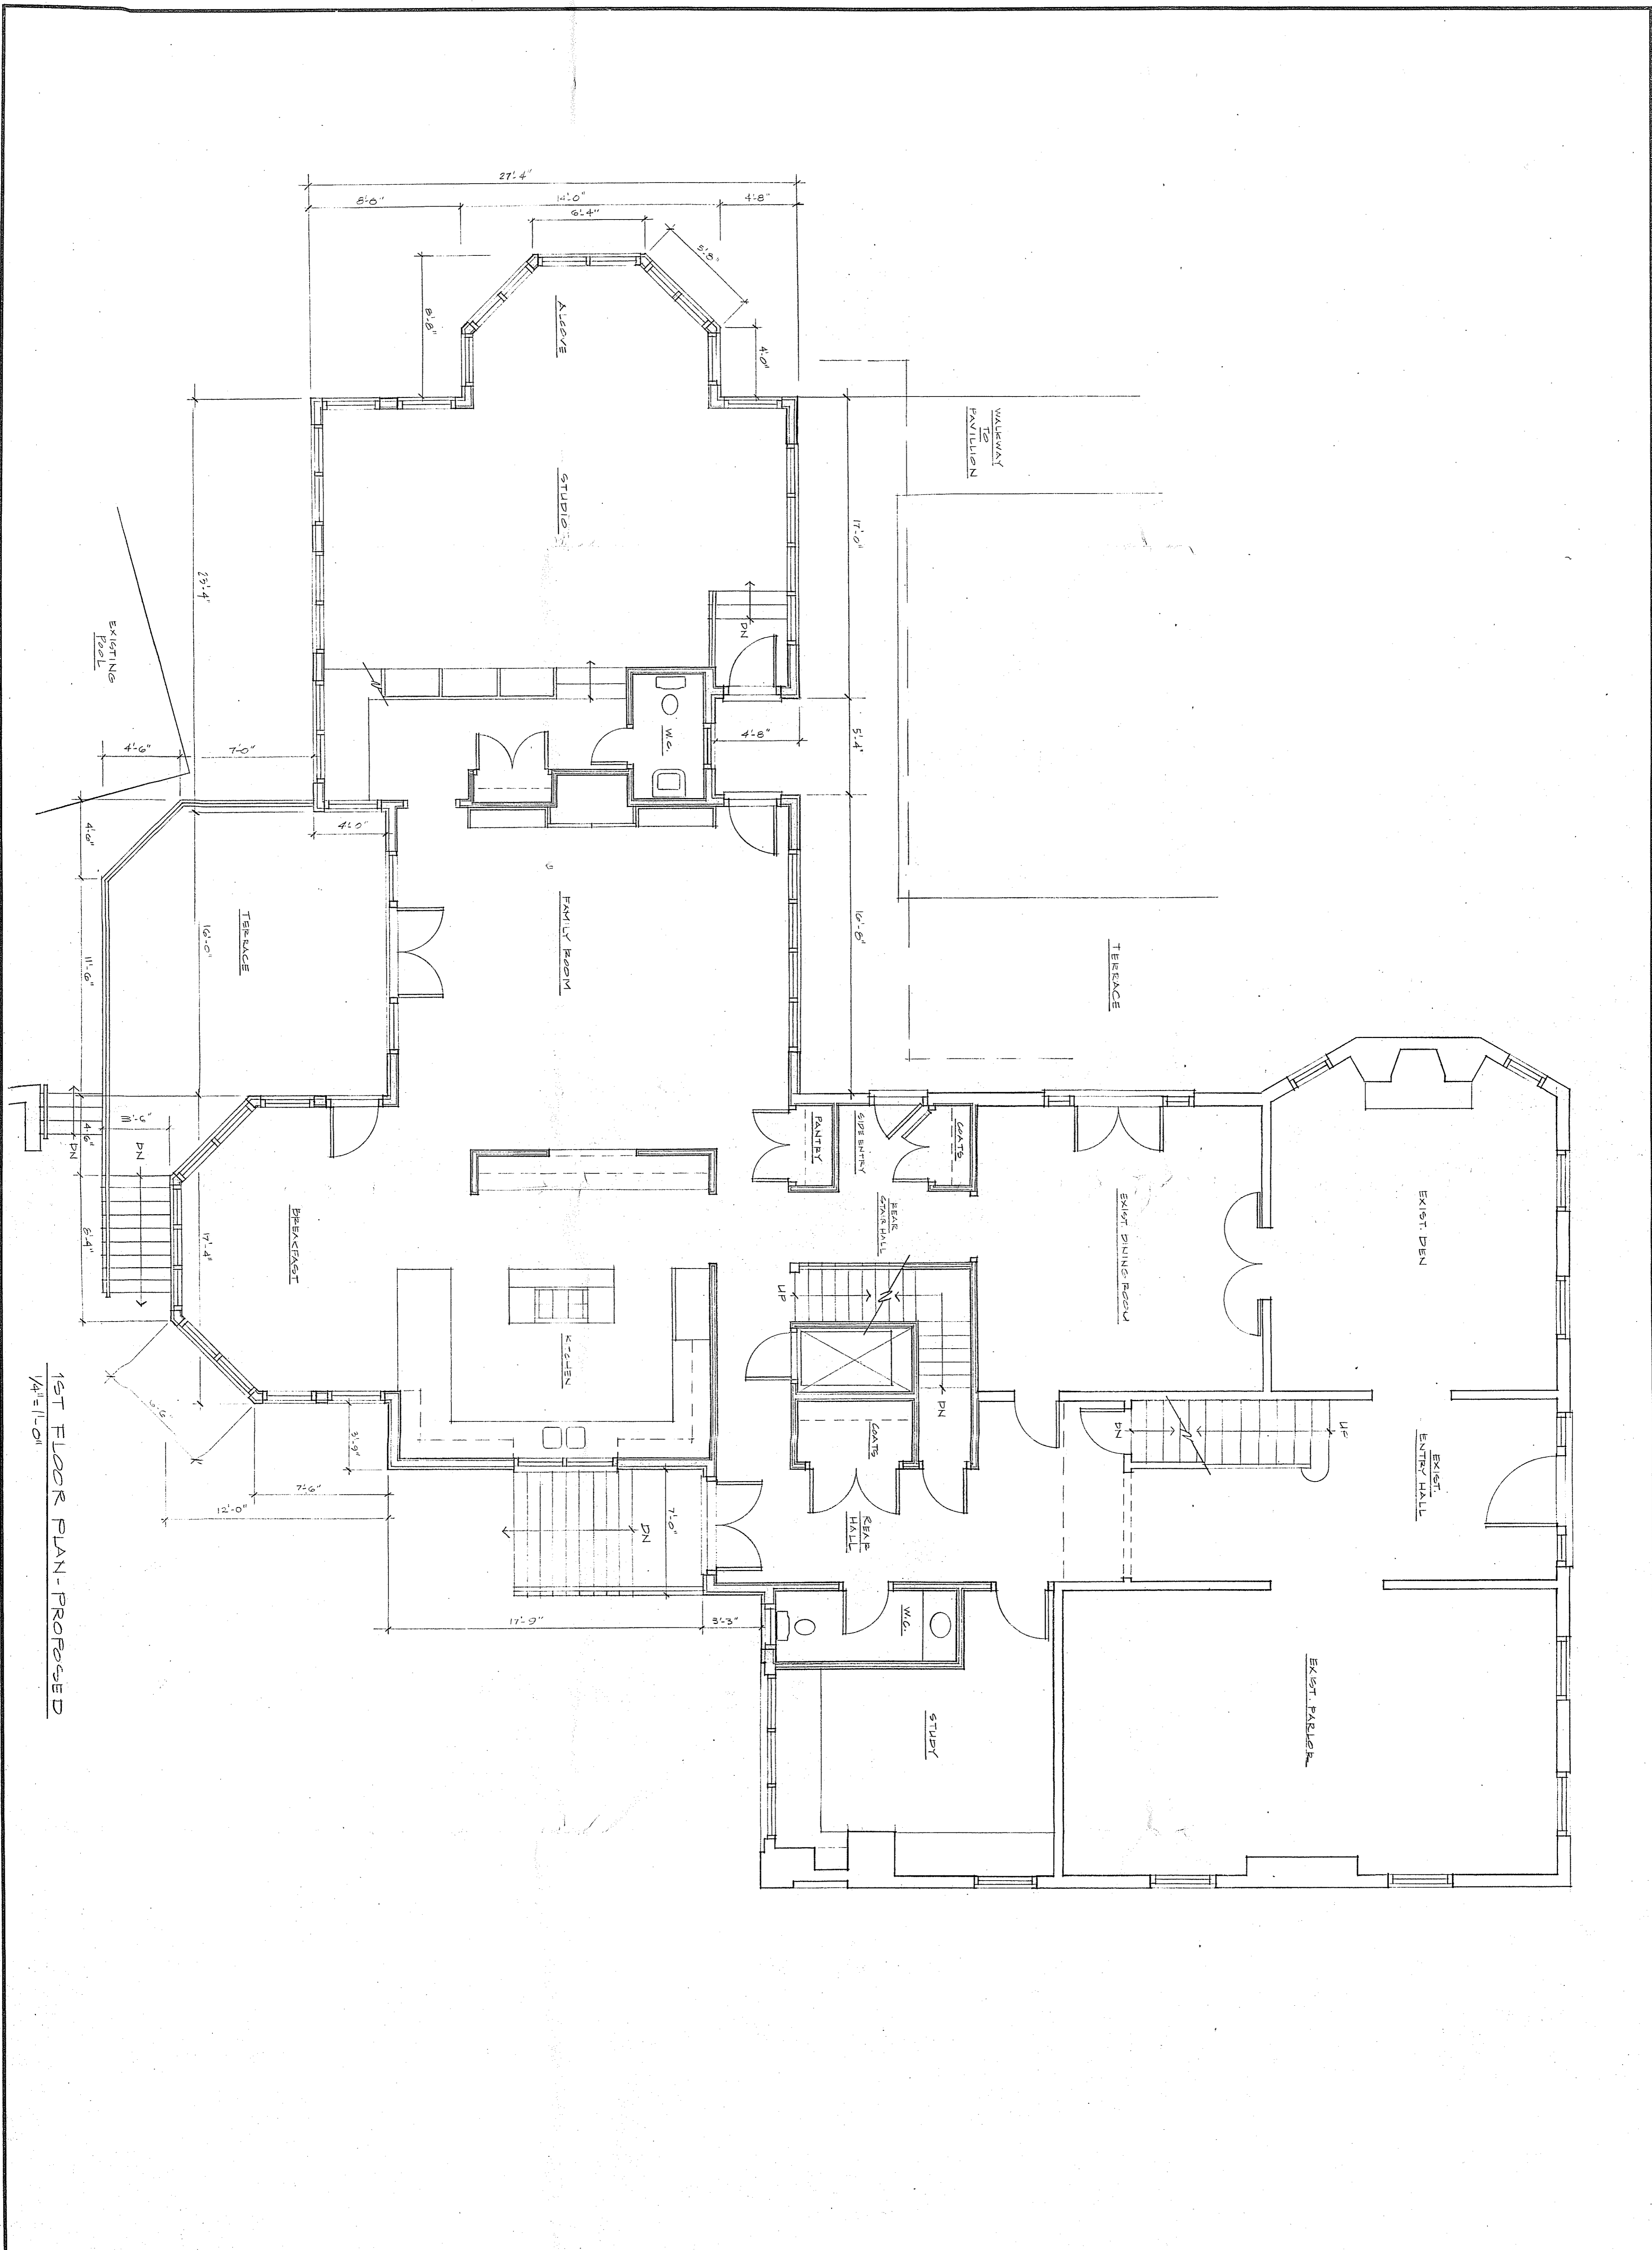 27'-4"
8'-8"
14'-0"
4'-8"
6'-4"
5'-8"
8'-8"
4'-0"
ALCOVE
WALKWAY
TO
PAVILLION
STUDIO
17'-0"
DN
EXISTING
POOL
W.C.
4'-8"
5'-4"
4'-6"
7'-0"
4'-0"
4'-6"
11'-6"
16'-0"
TERRACE
FAMILY ROOM
16'-8"
TERRACE
DN
DN
4'-6"
8'-4"
17'-4"
BREAKFAST
KITCHEN
PANTRY
SIDE ENTRY
COATS
REAR
STAIR HALL
UP
DN
EXIST. DINING ROOM
EXIST. DEN
COATS
DN
UP
EXIST.
ENTRY HALL
3'-9"
7'-6"
12'-0"
7'-0"
DN
REAR
HALL
17'-9"
3'-3"
W.C.
STUDY
EXIST. PARLOR
1ST FLOOR PLAN - PROPOSED
1/4" = 1'-0"